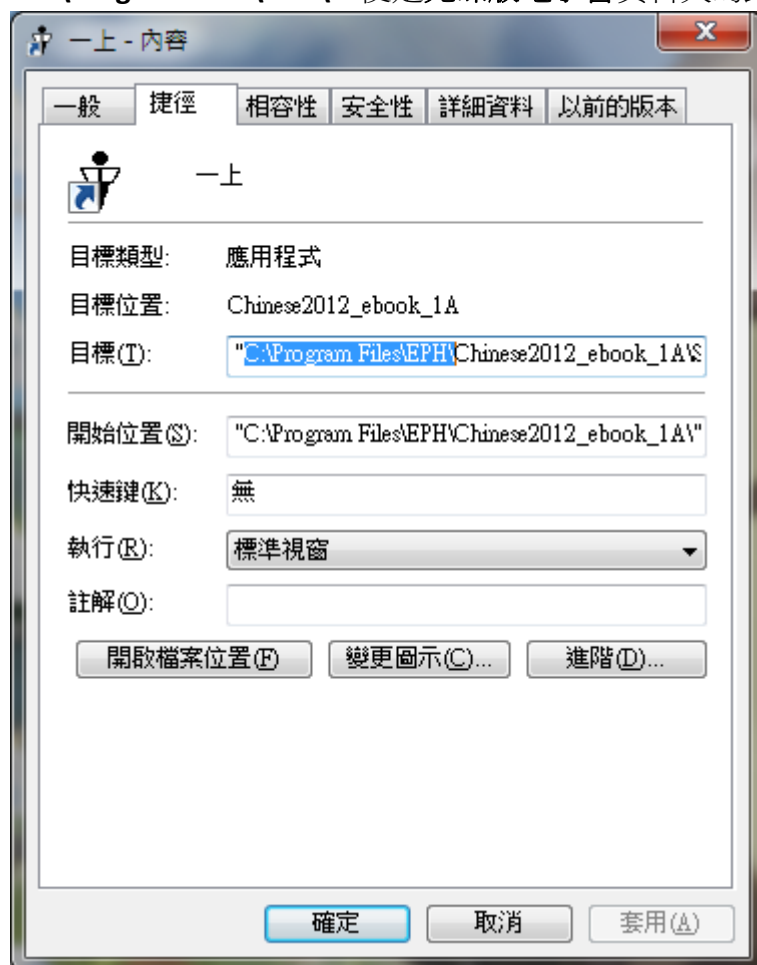 一上 - 內容
一般 捷徑 相容性 安全性 詳細資料 以前的版本
一上
目標類型: 應用程式
目標位置: Chinese2012_ebook_1A
目標(T): "C:\Program Files\EPH\Chinese2012_ebook_1A\S
開始位置(S): "C:\Program Files\EPH\Chinese2012_ebook_1A\"
快速鍵(K): 無
執行(R): 標準視窗
註解(O):
開啟檔案位置(F) 變更圖示(C)... 進階(D)...
確定 取消 套用(A)